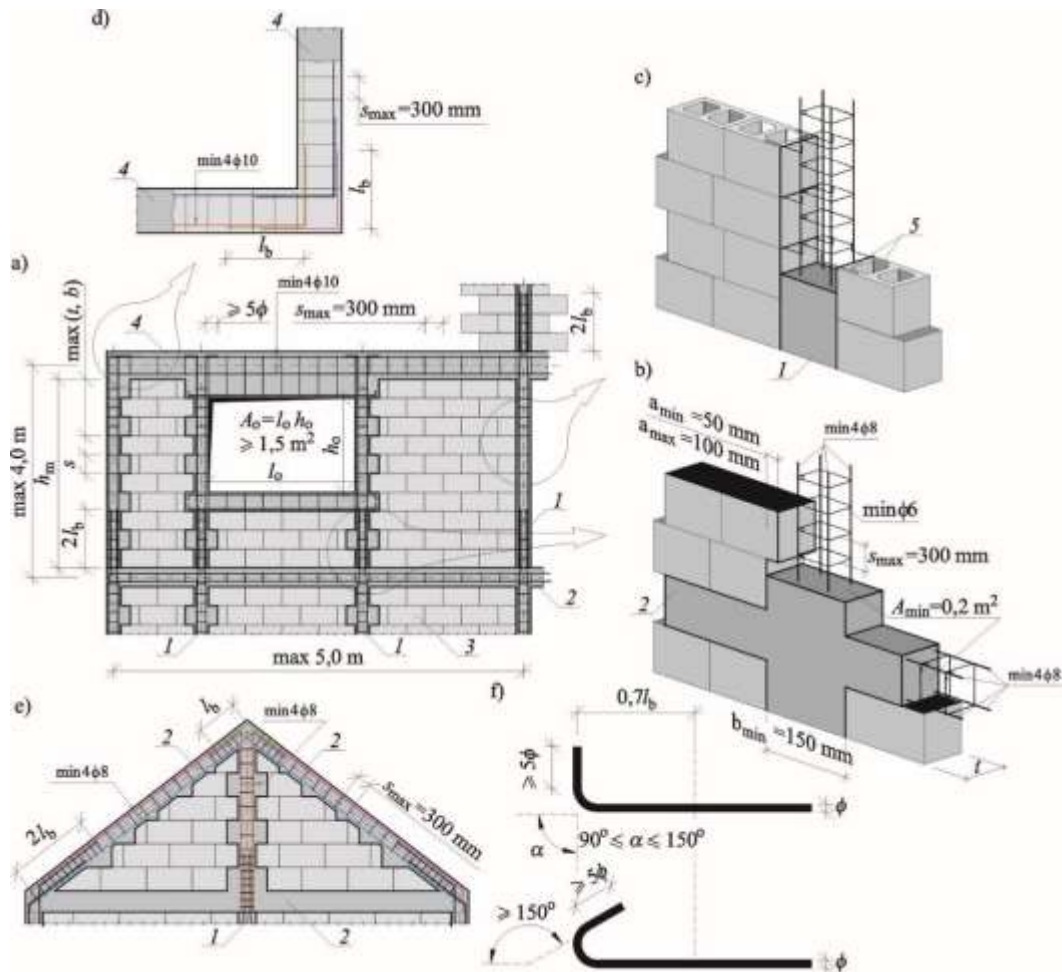 d)
4
s_max=300 mm
min4ϕ10
4
l_b
l_b
c)
5
1
a)
max (t, b)
4
≥ 5ϕ
min4ϕ10
s_max=300 mm
2l_b
A_o=l_o h_o
≥ 1,5 m²
h_o
l_o
max 4,0 m
h_m
s
2l_b
1
2
1
1
3
max 5,0 m
b)
a_min ≈50 mm
a_max ≈100 mm
min4ϕ8
minϕ6
s_max=300 mm
2
A_min=0,2 m²
min4ϕ8
b_min=150 mm
t
e)
l_b
min4ϕ8
2
2
min4ϕ8
s_max=300 mm
2l_b
1
2
f)
0,7l_b
≥ 5ϕ
ϕ
α
90° ≤ α ≤ 150°
≥ 5ϕ
≥ 150°
ϕ